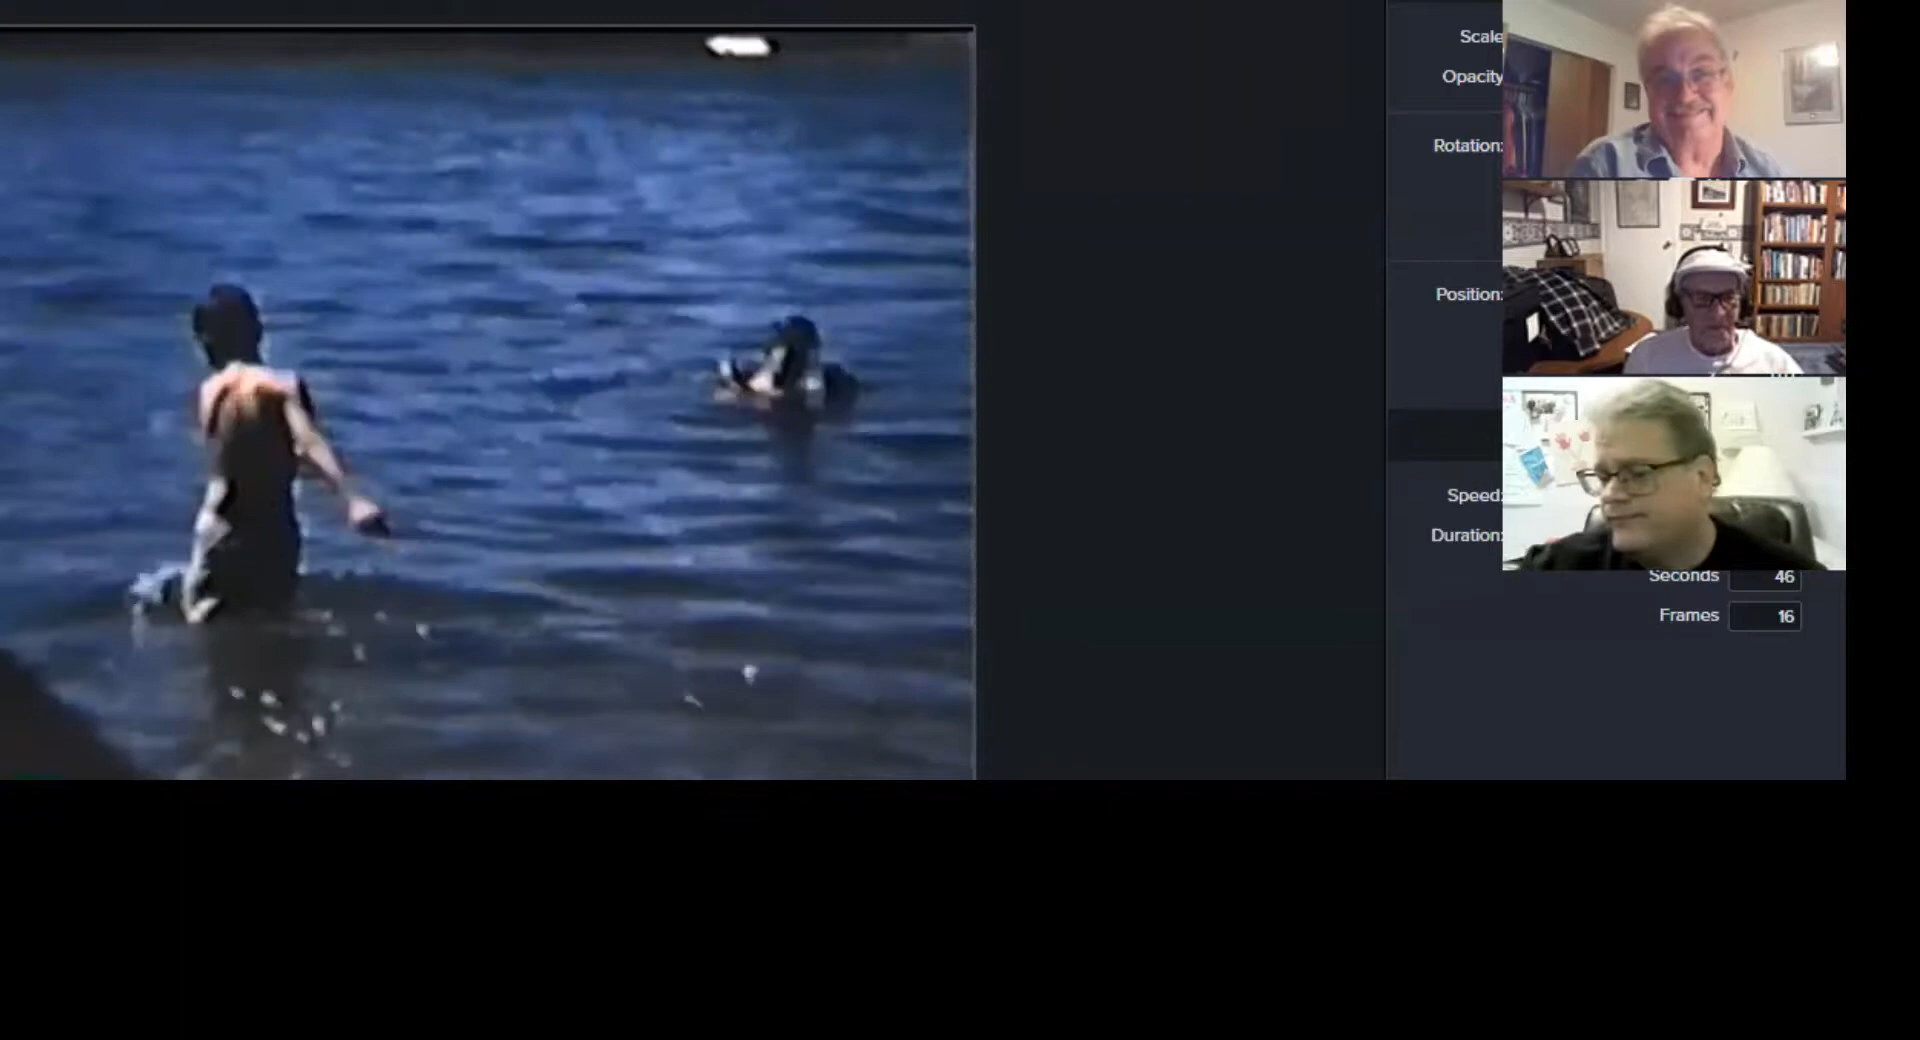 Scale
Opacity
Rotation:
Position:
Speed:
Duration:
Seconds 46
Frames 16